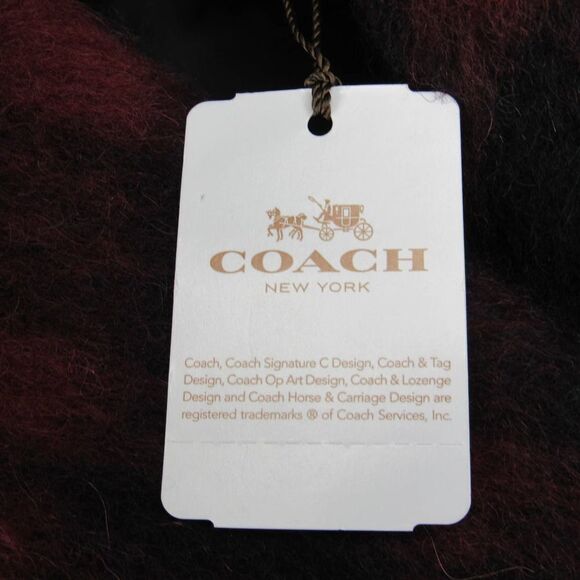 COACH
NEW YORK
Coach, Coach Signature C Design, Coach & Tag
Design, Coach Op Art Design, Coach & Lozenge
Design and Coach Horse & Carriage Design are
registered trademarks ® of Coach Services, Inc.